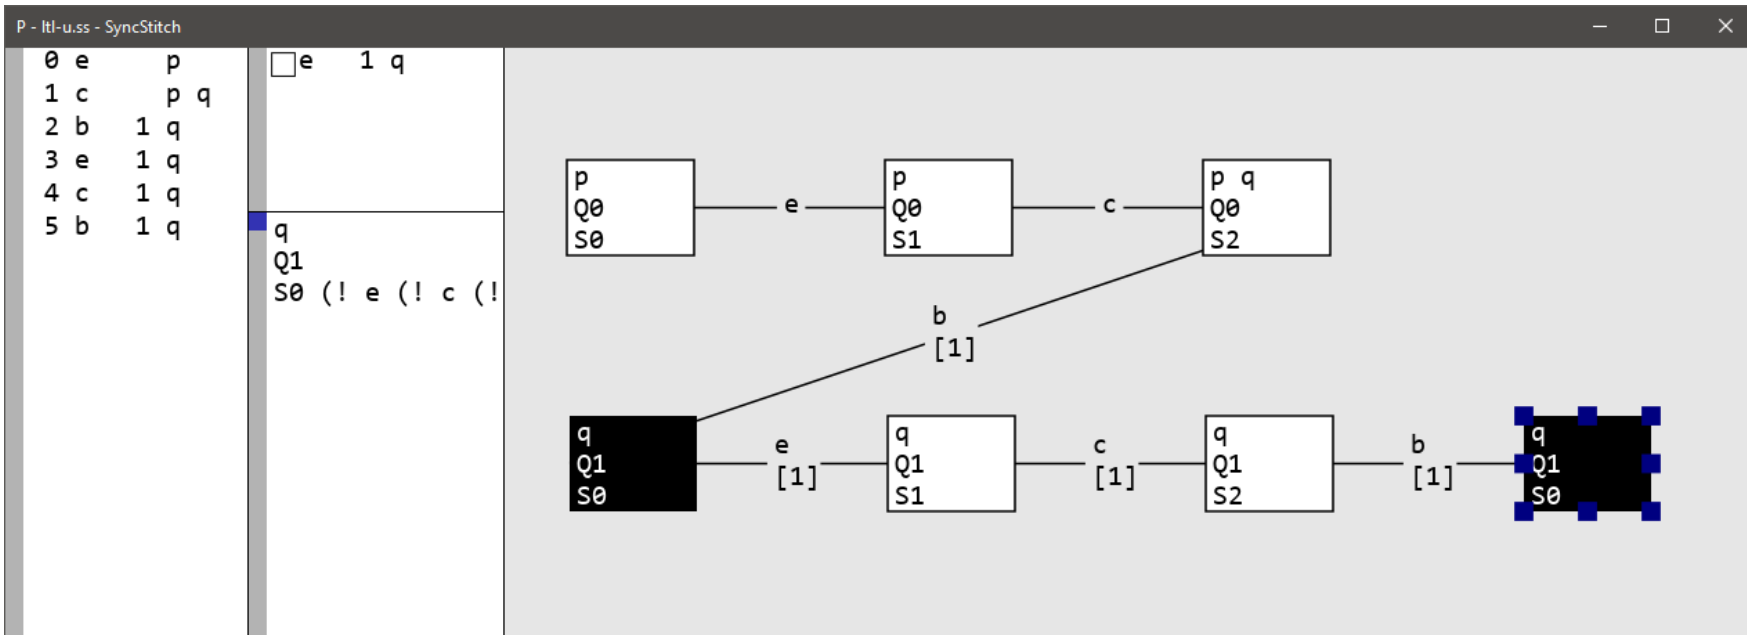 P - ltl-u.ss - SyncStitch
0 e p
1 c p q
2 b 1 q
3 e 1 q
4 c 1 q
5 b 1 q
e 1 q
q
Q1
S0 (! e (! c (!
p
Q0
S0
e
p
Q0
S1
c
p q
Q0
S2
b
[1]
q
Q1
S0
e
[1]
q
Q1
S1
c
[1]
q
Q1
S2
b
[1]
q
Q1
S0